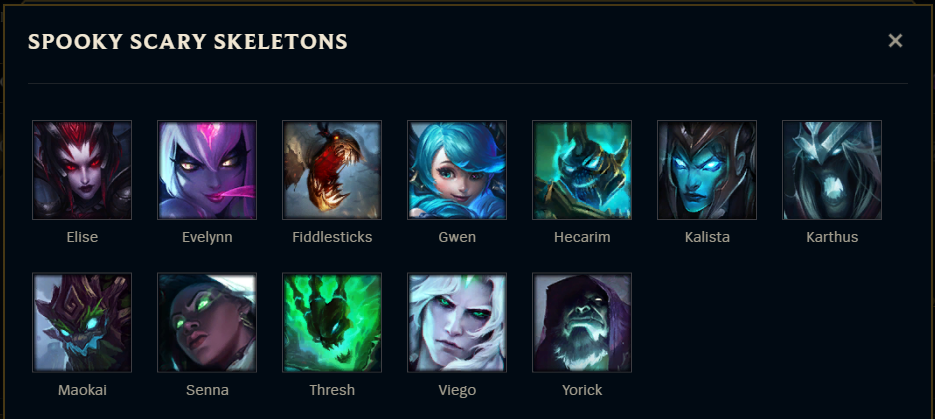 SPOOKY SCARY SKELETONS
Elise Evelynn Fiddlesticks Gwen Hecarim Kalista Karthus
Maokai Senna Thresh Viego Yorick